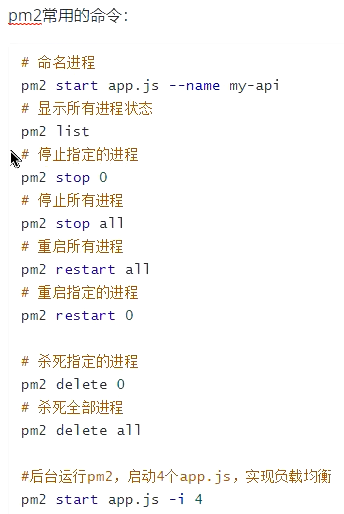 pm2常用的命令：
# 命名进程
pm2 start app.js --name my-api
# 显示所有进程状态
pm2 list
# 停止指定的进程
pm2 stop 0
# 停止所有进程
pm2 stop all
# 重启所有进程
pm2 restart all
# 重启指定的进程
pm2 restart 0
# 杀死指定的进程
pm2 delete 0
# 杀死全部进程
pm2 delete all
#后台运行pm2，启动4个app.js，实现负载均衡
pm2 start app.js -i 4